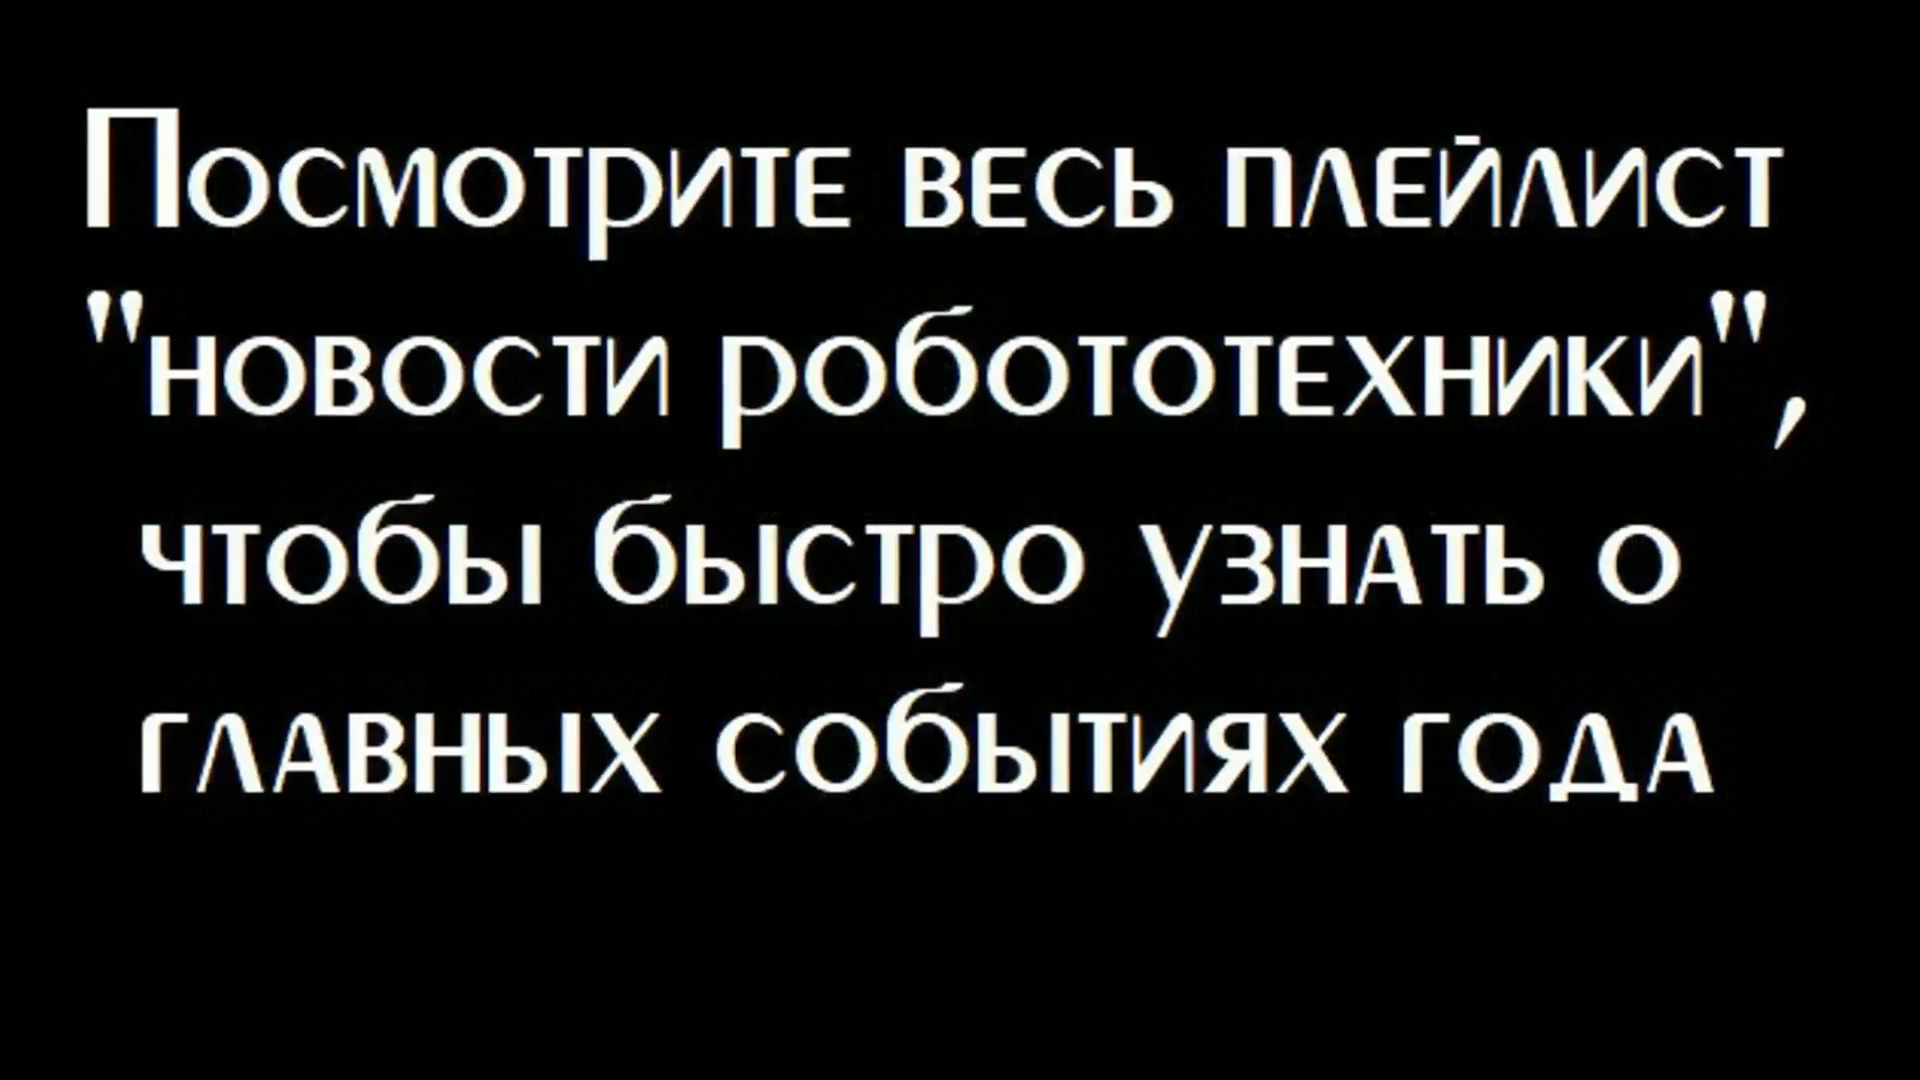 Посмотрите весь плейлист
"новости робототехники",
чтобы быстро узнать о
главных событиях года